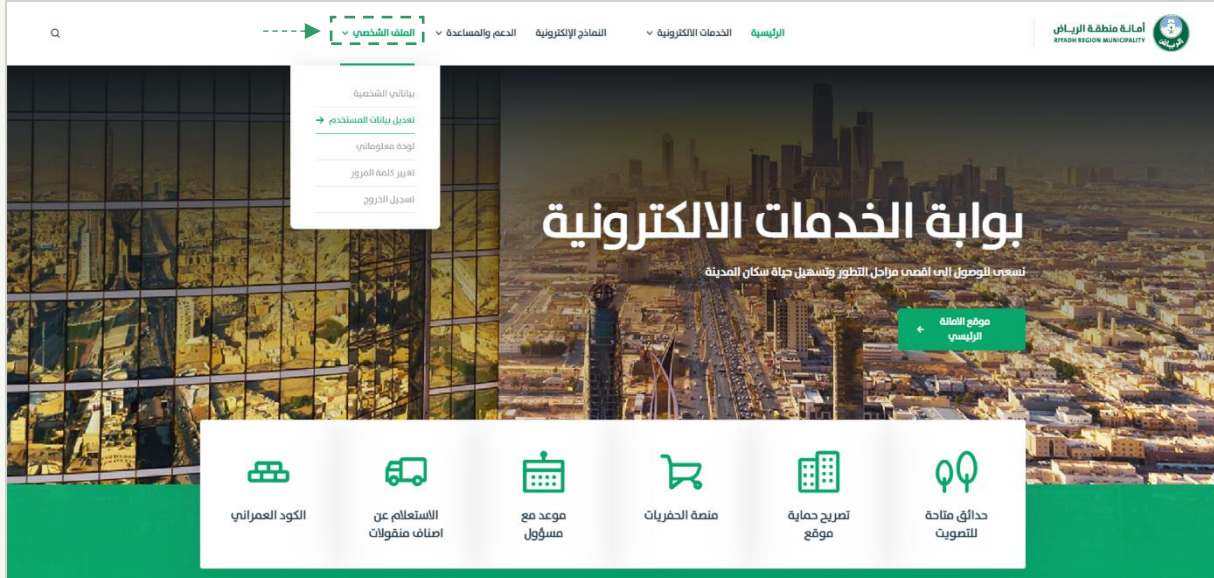 أمانة منطقة الرياض
RIYADH REGION MUNICIPALITY
الرئيسية
الخدمات الالكترونية
النماذج الإلكترونية
الدعم والمساعدة
الملف الشخصي
بياناتي الشخصية
تعديل بيانات المستخدم
لوحة معلوماتي
تغيير كلمة المرور
تسجيل الخروج
بوابة الخدمات الالكترونية
نسعى للوصول الى اقصى مراحل التطور وتسهيل حياة سكان المدينة
موقع الامانة
الرئيسي
حدائق متاحة
للتصويت
تصريح حماية
موقع
منصة الحفريات
موعد مع
مسؤول
الاستعلام عن
اصناف منقولات
الكود العمراني